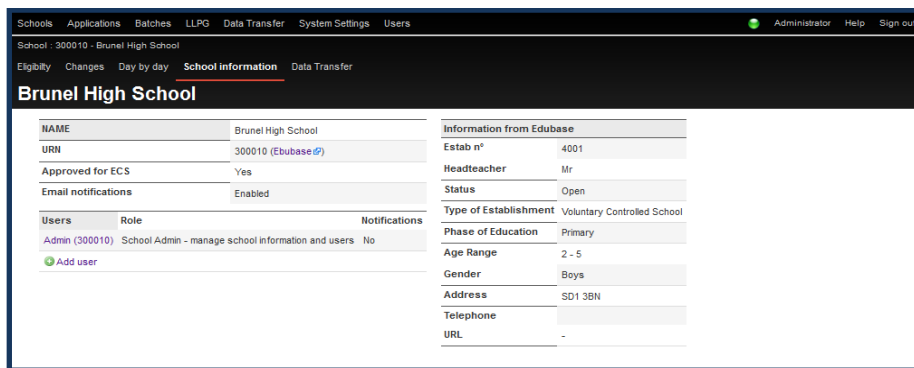 Schools Applications Batches LLPG Data Transfer System Settings Users Administrator Help Sign out
School : 300010 - Brunel High School
Eligibilty Changes Day by day School information Data Transfer
Brunel High School
NAME Brunel High School
URN 300010 (Ebubase)
Approved for ECS Yes
Email notifications Enabled
Users Role Notifications
Admin (300010) School Admin - manage school information and users No
Add user
Information from Edubase
Estab nº 4001
Headteacher Mr
Status Open
Type of Establishment Voluntary Controlled School
Phase of Education Primary
Age Range 2 - 5
Gender Boys
Address SD1 3BN
Telephone
URL -